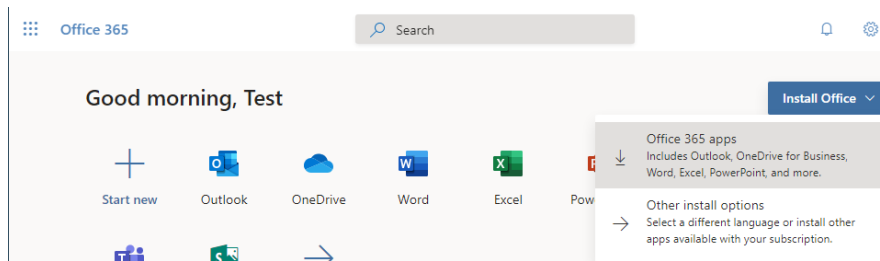 Office 365
Search
Good morning, Test
Install Office
Office 365 apps
Includes Outlook, OneDrive for Business,
Word, Excel, PowerPoint, and more.
Other install options
Select a different language or install other
apps available with your subscription.
Start new
Outlook
OneDrive
Word
Excel
Pow